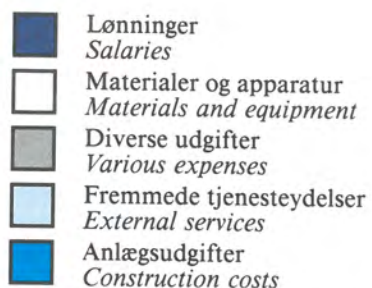 Lønninger
Salaries
Materialer og apparatur
Materials and equipment
Diverse udgifter
Various expenses
Fremmede tjenesteydelser
External services
Anlægsudgifter
Construction costs